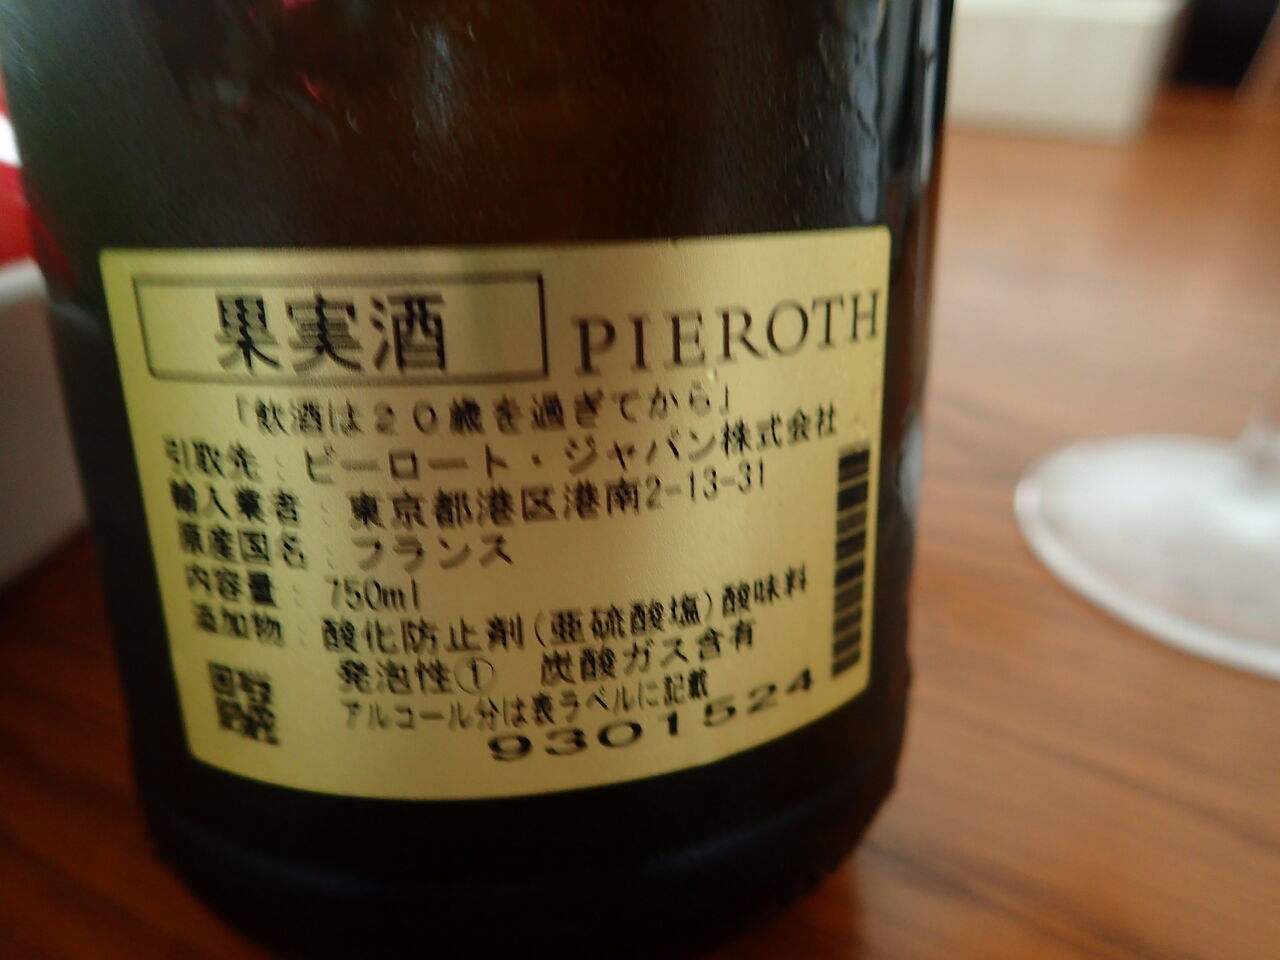 果実酒 PIEROTH
「飲酒は20歳を過ぎてから」
引取先 : ピーロート・ジャパン株式会社
輸入業者 : 東京都港区港南2-13-31
原産国名 : フランス
内容量 : 750ml
添加物 : 酸化防止剤(亜硫酸塩)酸味料
発泡性① 炭酸ガス含有
アルコール分は表ラベルに記載
9301524